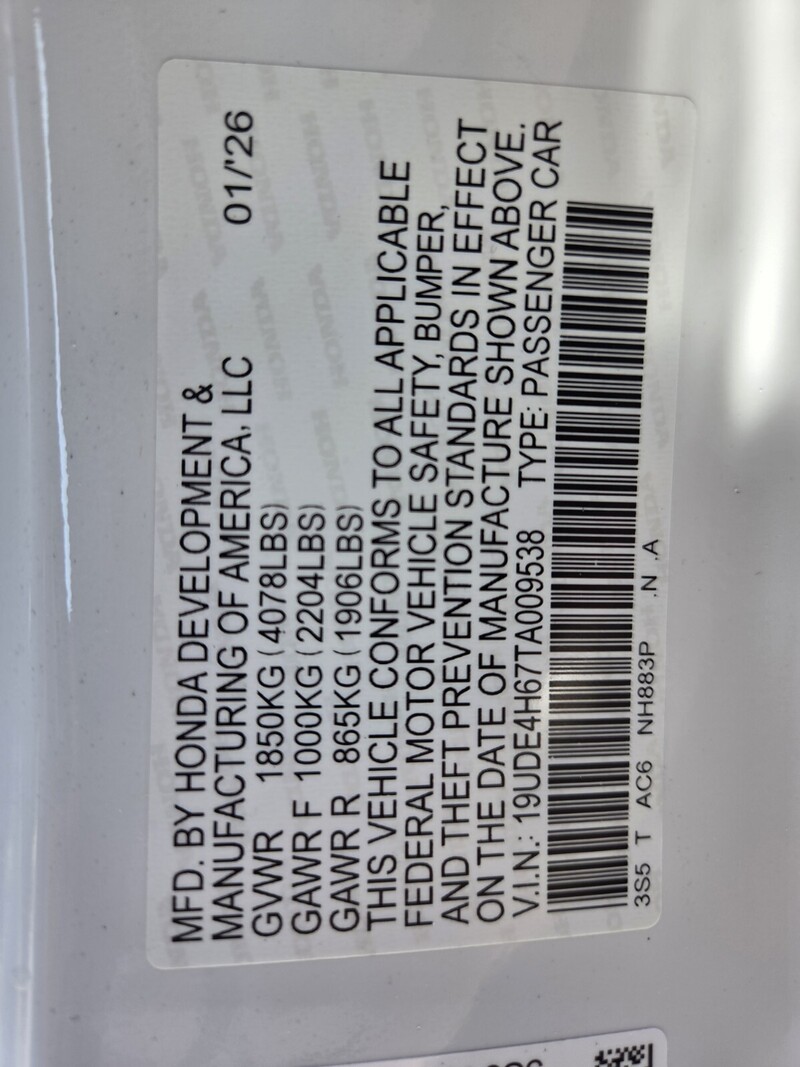 MFD. BY HONDA DEVELOPMENT &
MANUFACTURING OF AMERICA, LLC 01/'26
GVWR 1850KG (4078LBS)
GAWR F 1000KG (2204LBS)
GAWR R 865KG (1906LBS)
THIS VEHICLE CONFORMS TO ALL APPLICABLE
FEDERAL MOTOR VEHICLE SAFETY, BUMPER,
AND THEFT PREVENTION STANDARDS IN EFFECT
ON THE DATE OF MANUFACTURE SHOWN ABOVE.
V.I.N.: 19UDE4H67TA009538 TYPE: PASSENGER CAR
3S5 T AC6 NH883P .N .A